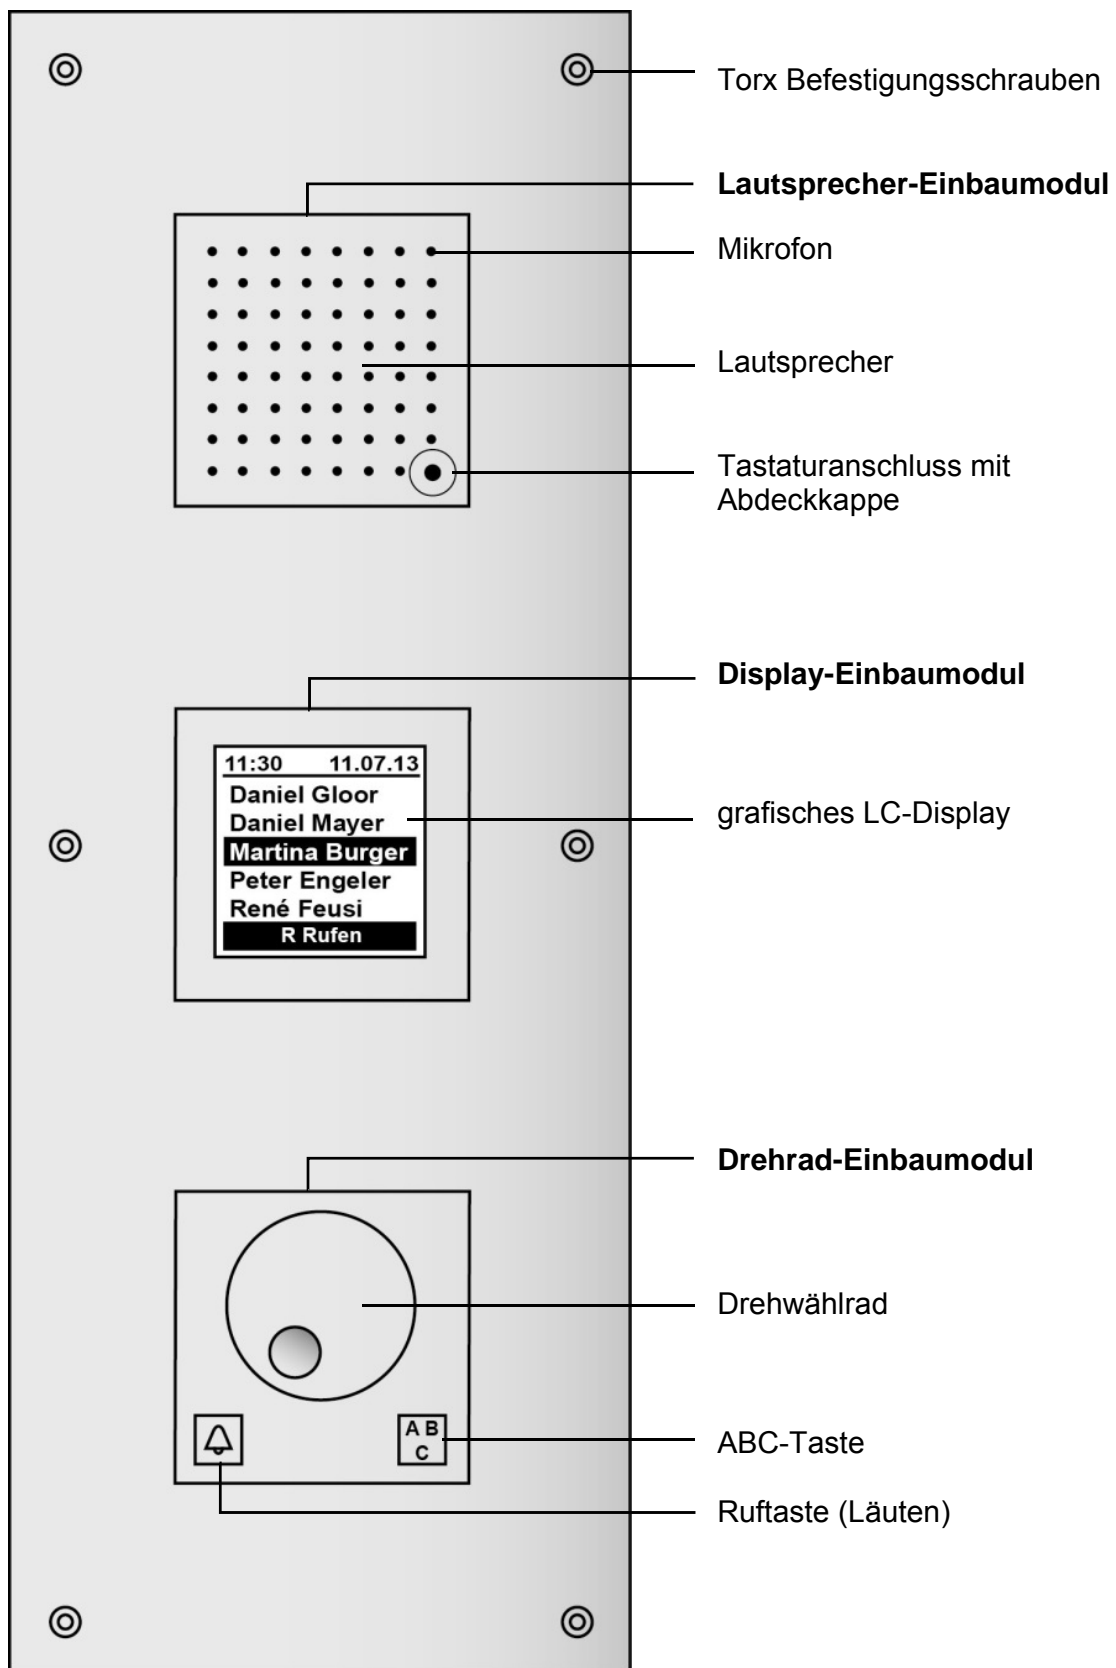 Torx Befestigungsschrauben
Lautsprecher-Einbaumodul
Mikrofon
Lautsprecher
Tastaturanschluss mit
Abdeckkappe
Display-Einbaumodul
11:30 11.07.13
Daniel Gloor
Daniel Mayer
grafisches LC-Display
Martina Burger
Peter Engeler
René Feusi
R Rufen
Drehrad-Einbaumodul
Drehwählrad
A B
C
ABC-Taste
Ruftaste (Läuten)